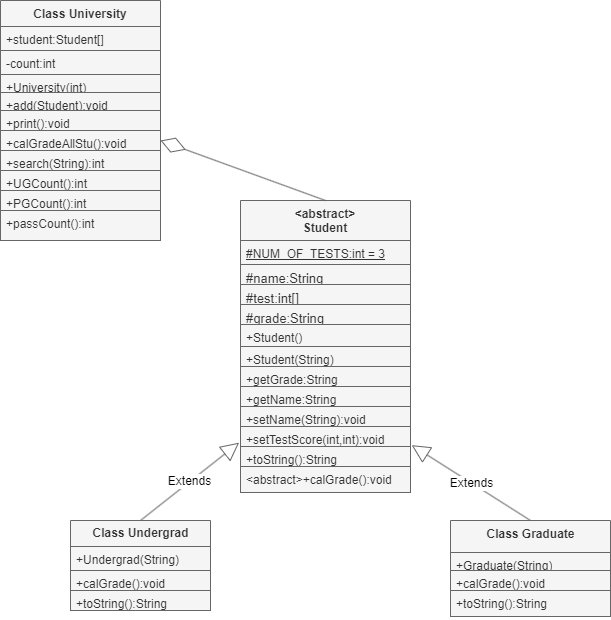 Class University
+student:Student[]
-count:int
+University(int)
+add(Student):void
+print():void
+calGradeAllStu():void
+search(String):int
+UGCount():int
+PGCount():int
+passCount():int
<abstract>
Student
#NUM_OF_TESTS:int = 3
#name:String
#test:int[]
#grade:String
+Student()
+Student(String)
+getGrade:String
+getName:String
+setName(String):void
+setTestScore(int,int):void
+toString():String
<abstract>+calGrade():void
Extends
Extends
Class Undergrad
+Undergrad(String)
+calGrade():void
+toString():String
Class Graduate
+Graduate(String)
+calGrade():void
+toString():String